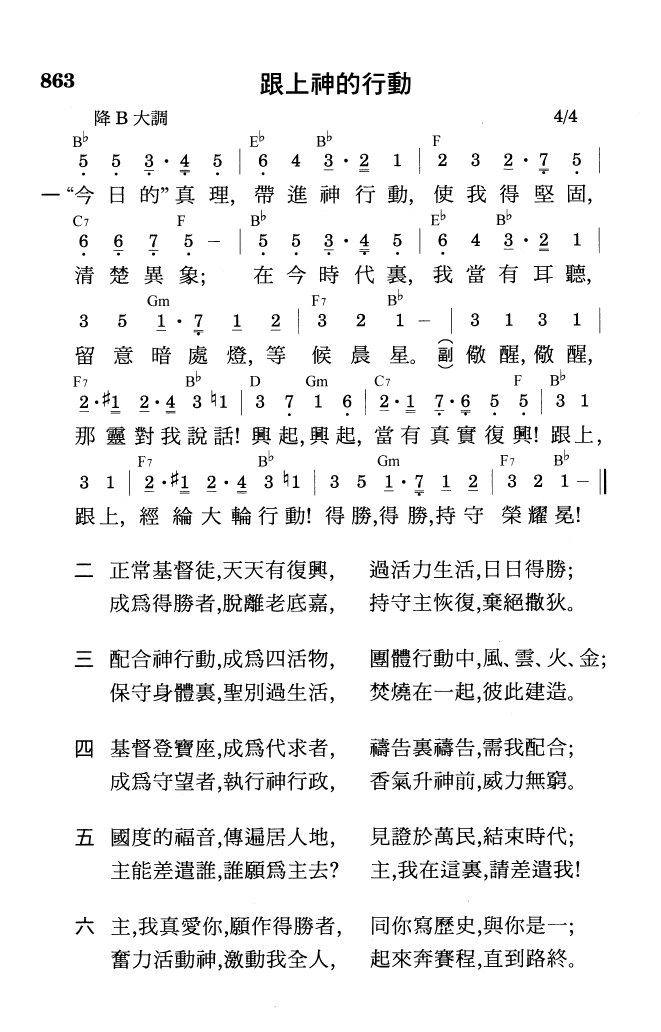 863 跟上神的行動
降 B 大調 4/4
B♭ E♭ B♭ F
5 5 3・4 5 | 6 4 3・2 1 | 2 3 2・7 5 |
一 “今日的”真理, 帶進神行動, 使我得堅固,
C7 F B♭ E♭ B♭
6 6 7 5 – | 5 5 3・4 5 | 6 4 3・2 1 |
清楚異象; 在今時代裏, 我當有耳聽,
Gm F7 B♭
3 5 1・7 1 2 | 3 2 1 – | 3 1 3 1 |
留意暗處燈, 等候晨星。(副) 儆醒, 儆醒,
F7 B♭ D Gm C7 F B♭
2・♯1 2・4 3 ♮1 | 3 7 1 6 | 2・1 7・6 5 5 | 3 1
那靈對我說話! 興起, 興起, 當有真實復興! 跟上,
F7 B♭ Gm F7 B♭
3 1 | 2・♯1 2・4 3 ♮1 | 3 5 1・7 1 2 | 3 2 1 – ‖
跟上, 經綸大輪行動! 得勝,得勝,持守 榮耀冕!
二 正常基督徒,天天有復興, 過活力生活,日日得勝;
成爲得勝者,脫離老底嘉, 持守主恢復,棄絕撒狄。
三 配合神行動,成爲四活物, 團體行動中,風、雲、火、金;
保守身體裏,聖別過生活, 焚燒在一起,彼此建造。
四 基督登寶座,成爲代求者, 禱告裏禱告,需我配合;
成爲守望者,執行神行政, 香氣升神前,威力無窮。
五 國度的福音,傳遍居人地, 見證於萬民,結束時代;
主能差遣誰,誰願爲主去? 主,我在這裏,請差遣我!
六 主,我真愛你,願作得勝者, 同你寫歷史,與你是一;
奮力活動神,激動我全人, 起來奔賽程,直到路終。